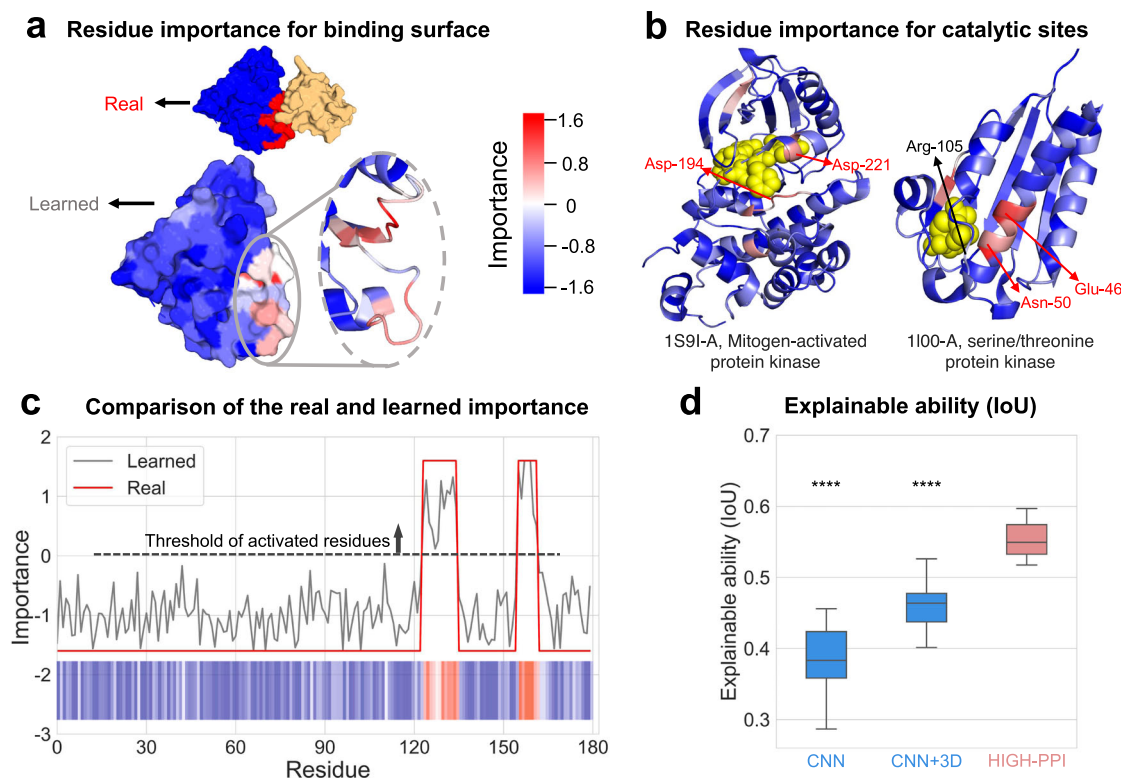 a Residue importance for binding surface
Real
Learned
1.6
0.8
0
-0.8
-1.6
Importance
b Residue importance for catalytic sites
Asp-194
Asp-221
Arg-105
Glu-46
Asn-50
1S9I-A, Mitogen-activated
protein kinase
1I00-A, serine/threonine
protein kinase
c Comparison of the real and learned importance
Learned
Real
Threshold of activated residues
2
1
0
-1
-2
-3
Importance
0 30 60 90 120 150 180
Residue
d Explainable ability (IoU)
0.7
0.6
0.5
0.4
0.3
Explainable ability (IoU)
**** ****
CNN CNN+3D HIGH-PPI